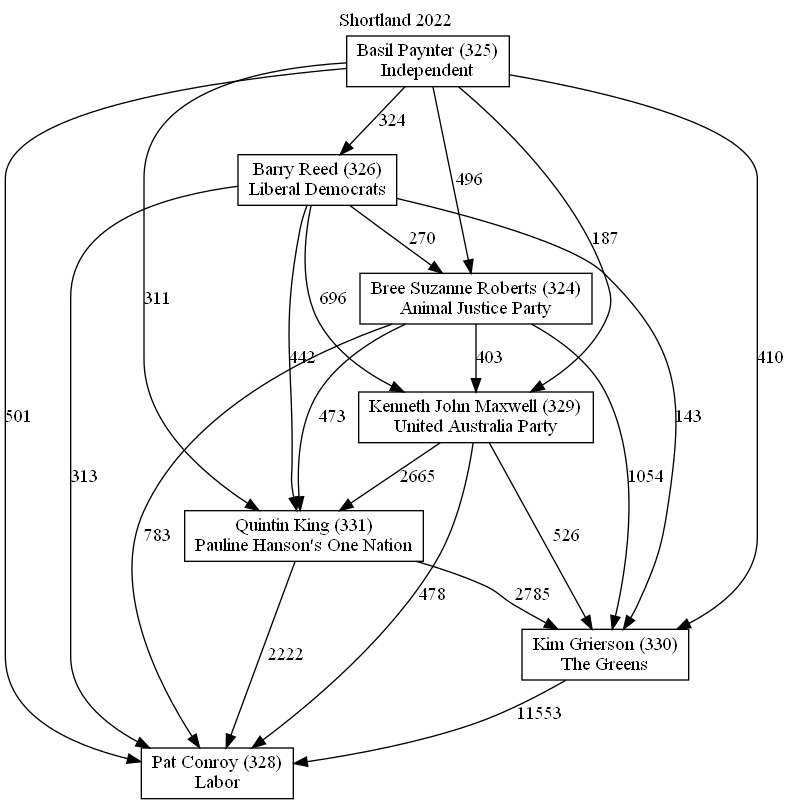 Shortland 2022
Basil Paynter (325)
Independent
324
Barry Reed (326)
Liberal Democrats
496
187
270
311
696
Bree Suzanne Roberts (324)
Animal Justice Party
442
403
410
501
473
143
Kenneth John Maxwell (329)
United Australia Party
313
2665
1054
783
Quintin King (331)
Pauline Hanson's One Nation
526
478
2785
2222
Kim Grierson (330)
The Greens
11553
Pat Conroy (328)
Labor